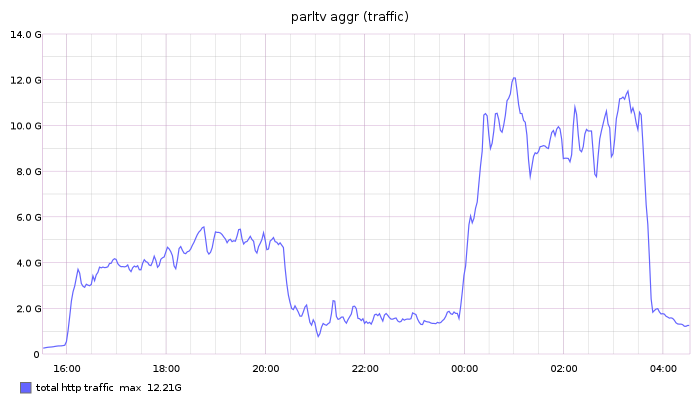 parltv aggr (traffic)
14.0 G
12.0 G
10.0 G
8.0 G
6.0 G
4.0 G
2.0 G
0
16:00 18:00 20:00 22:00 00:00 02:00 04:00
total http traffic max 12.21G